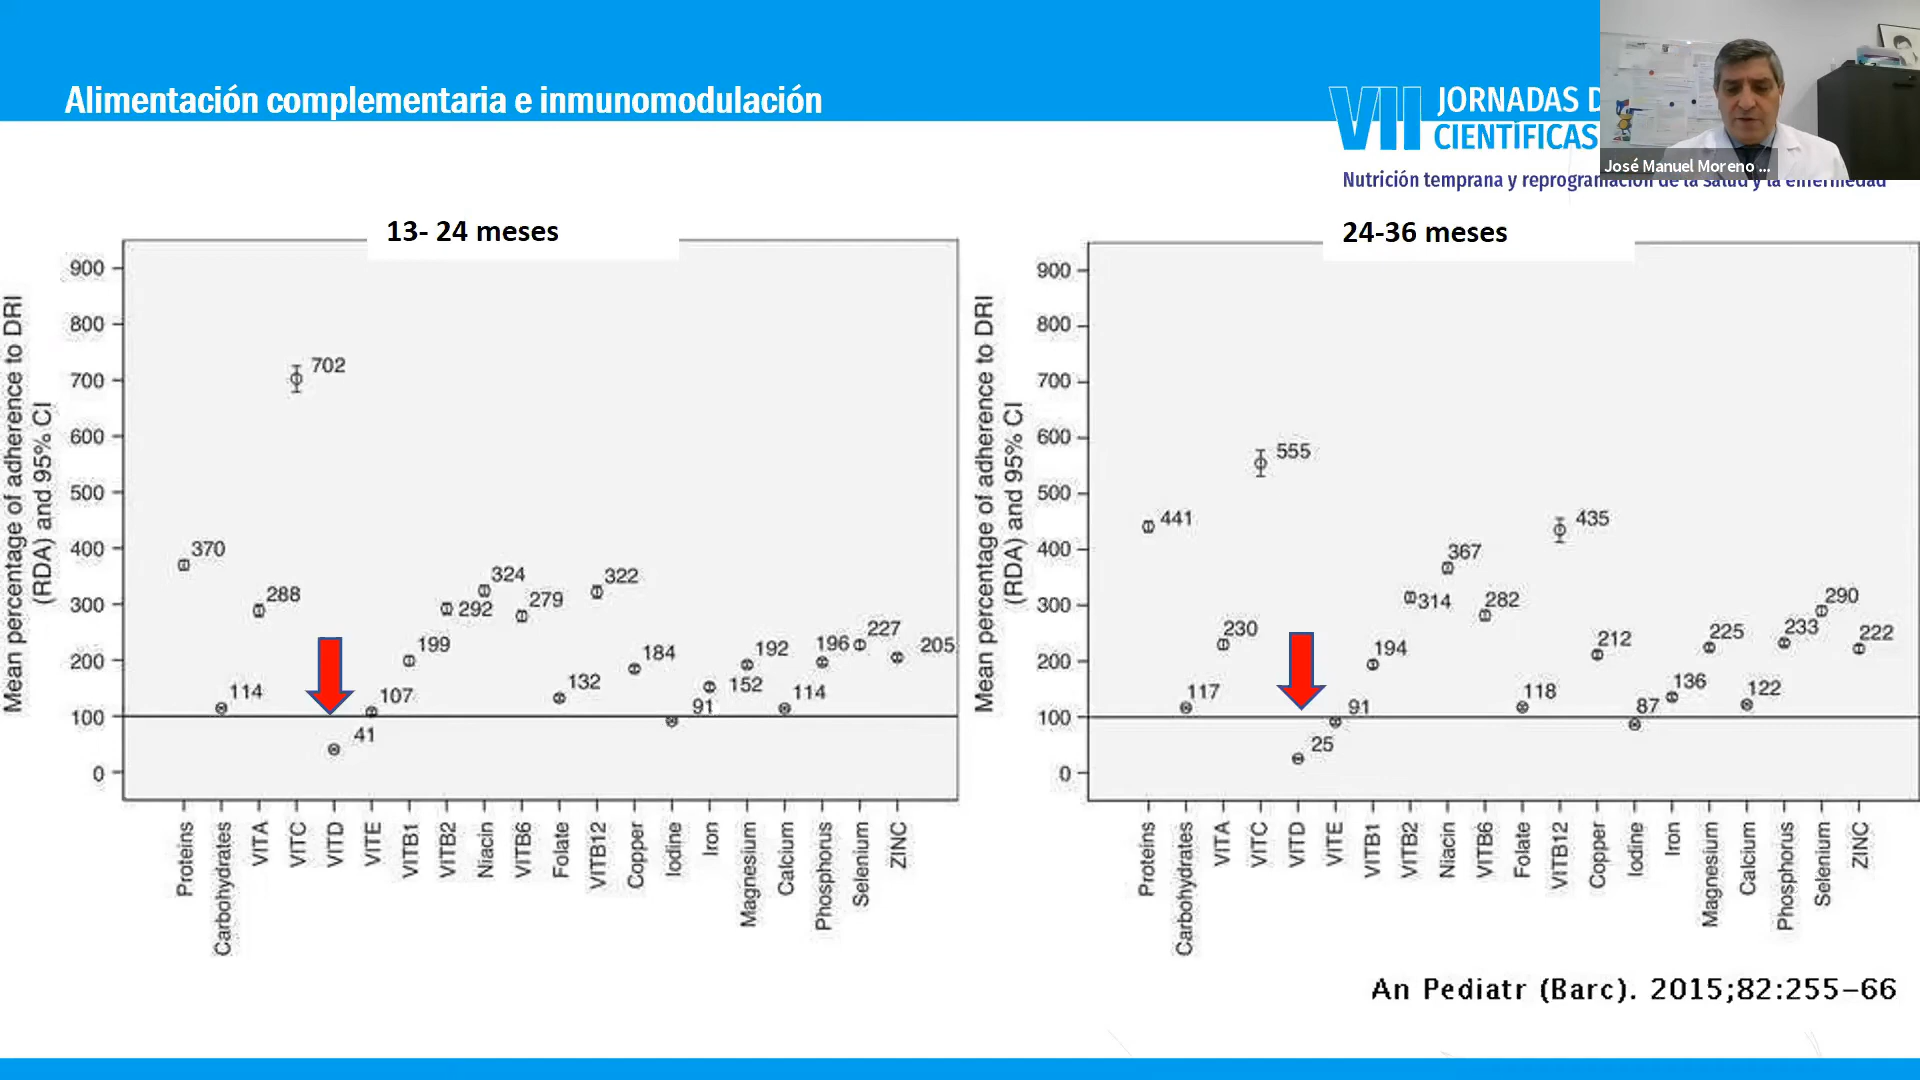 Alimentación complementaria e inmunomodulación
VII JORNADAS
CIENTÍFICAS
Nutrición temprana y reprogramación de la salud y la enfermedad
José Manuel Moreno ...
13- 24 meses
Mean percentage of adherence to DRI
(RDA) and 95% CI
900
800
700
600
500
400
300
200
100
0
370
114
288
702
41
107
199
292
324
279
132
322
184
91
152
192
114
196
227
205
Proteins
Carbohydrates
VITA
VITC
VITD
VITE
VITB1
VITB2
Niacin
VITB6
Folate
VITB12
Copper
Iodine
Iron
Magnesium
Calcium
Phosphorus
Selenium
ZINC
24-36 meses
Mean percentage of adherence to DRI
(RDA) and 95% CI
900
800
700
600
500
400
300
200
100
0
441
117
230
555
25
91
194
314
367
282
118
435
212
87
136
225
122
233
290
222
Proteins
Carbohydrates
VITA
VITC
VITD
VITE
VITB1
VITB2
Niacin
VITB6
Folate
VITB12
Copper
Iodine
Iron
Magnesium
Calcium
Phosphorus
Selenium
ZINC
An Pediatr (Barc). 2015;82:255–66